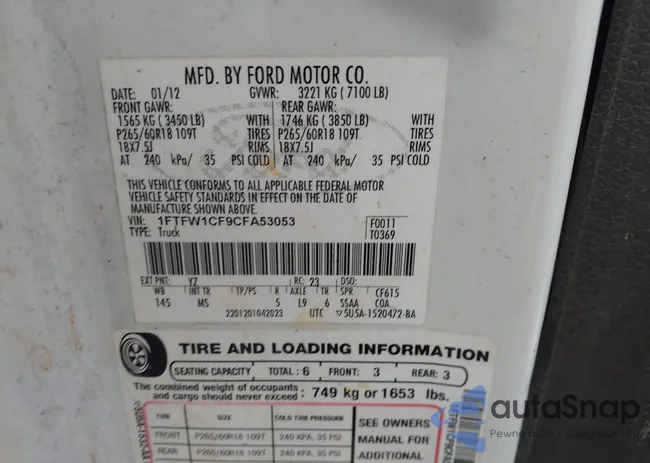 MFD. BY FORD MOTOR CO.
DATE: 01/12 GVWR: 3221 KG ( 7100 LB)
FRONT GAWR: REAR GAWR:
1565 KG ( 3450 LB) WITH 1746 KG ( 3850 LB) WITH
P265/60R18 109T TIRES P265/60R18 109T TIRES
18X7.5J RIMS 18X7.5J RIMS
AT 240 kPa/ 35 PSI COLD AT 240 kPa/ 35 PSI COLD
THIS VEHICLE CONFORMS TO ALL APPLICABLE FEDERAL MOTOR
VEHICLE SAFETY STANDARDS IN EFFECT ON THE DATE OF
MANUFACTURE SHOWN ABOVE.
VIN: 1FTFW1CF9CFA53053 F0011
TYPE: Truck T0369
EXT PNT: YZ RC: 23 DSO:
WB INT TR TP/PS R AXLE TR SPR CF615
145 MS 5 L9 6 SSAA COA
2201201042023 UTC ▽5U5A-1520472-BA
TIRE AND LOADING INFORMATION
SEATING CAPACITY TOTAL: 6 FRONT: 3 REAR: 3
The combined weight of occupants
and cargo should never exceed: 749 kg or 1653 lbs.
TIRE SIZE COLD TIRE PRESSURE SEE OWNERS
FRONT P265/60R18 109T 240 KPA, 35 PSI MANUAL FOR
REAR P265/60R18 109T 240 KPA, 35 PSI ADDITIONAL
autaSnap